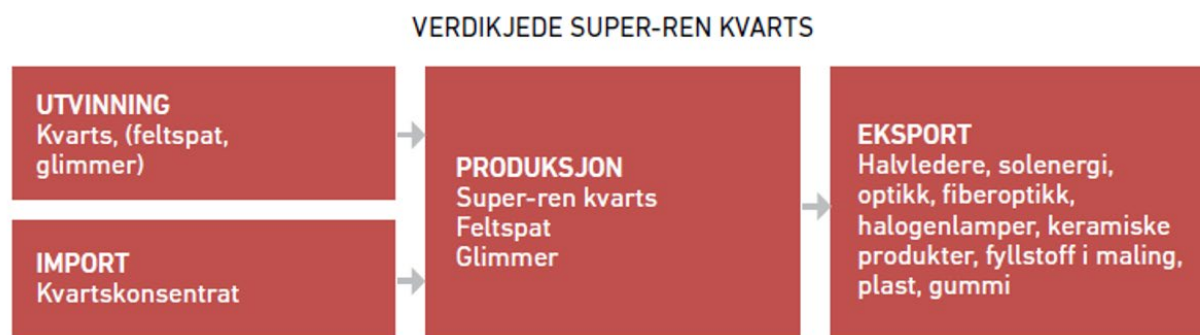 VERDIKJEDE SUPER-REN KVARTS
UTVINNING
Kvarts, (feltspat,
glimmer)
IMPORT
Kvartskonsentrat
PRODUKSJON
Super-ren kvarts
Feltspat
Glimmer
EKSPORT
Halvledere, solenergi,
optikk, fiberoptikk,
halogenlamper, keramiske
produkter, fyllstoff i maling,
plast, gummi